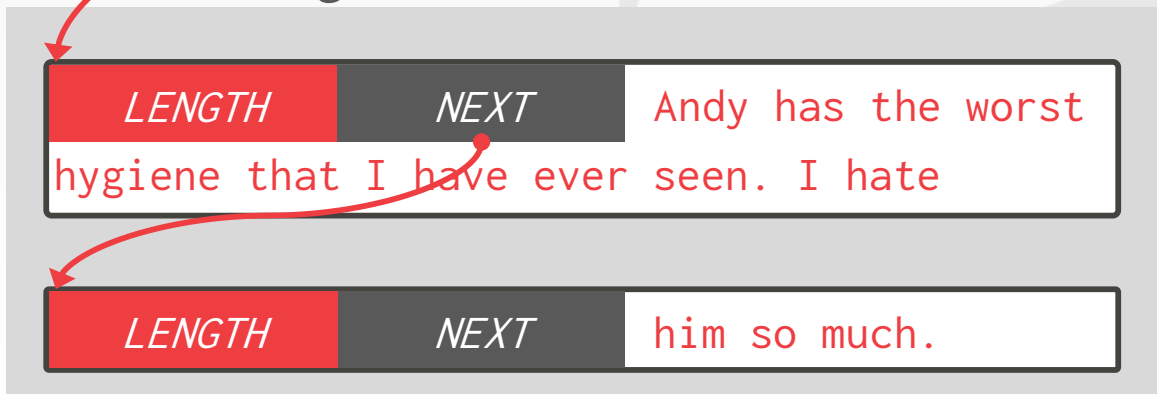 LENGTH NEXT Andy has the worst
hygiene that I have ever seen. I hate
LENGTH NEXT him so much.